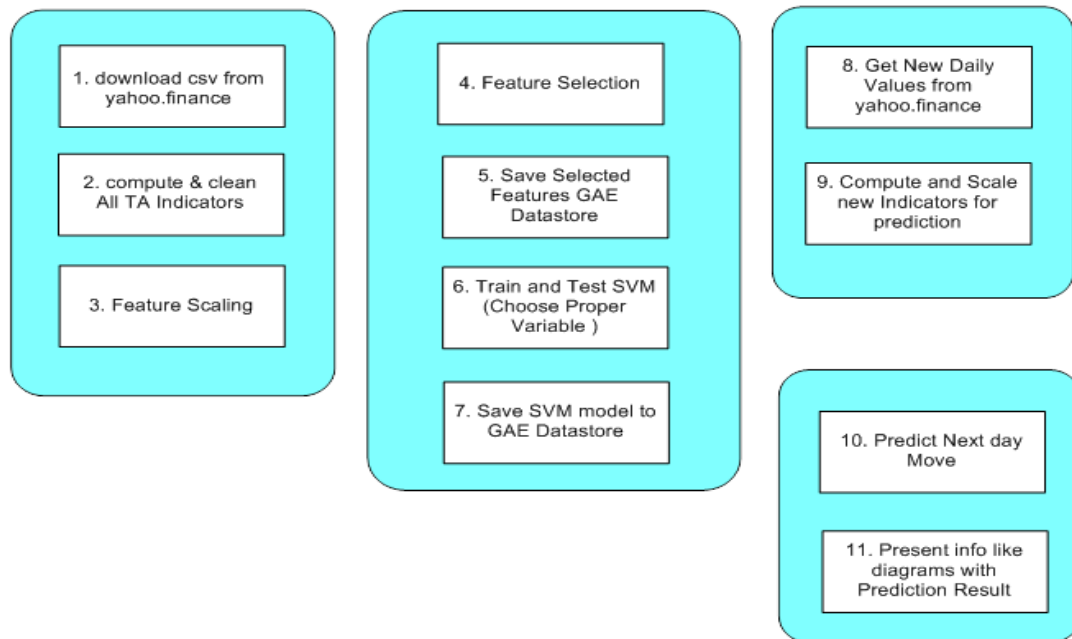 1. download csv from
yahoo.finance
2. compute & clean
All TA Indicators
3. Feature Scaling
4. Feature Selection
5. Save Selected
Features GAE
Datastore
6. Train and Test SVM
(Choose Proper
Variable )
7. Save SVM model to
GAE Datastore
8. Get New Daily
Values from
yahoo.finance
9. Compute and Scale
new Indicators for
prediction
10. Predict Next day
Move
11. Present info like
diagrams with
Prediction Result